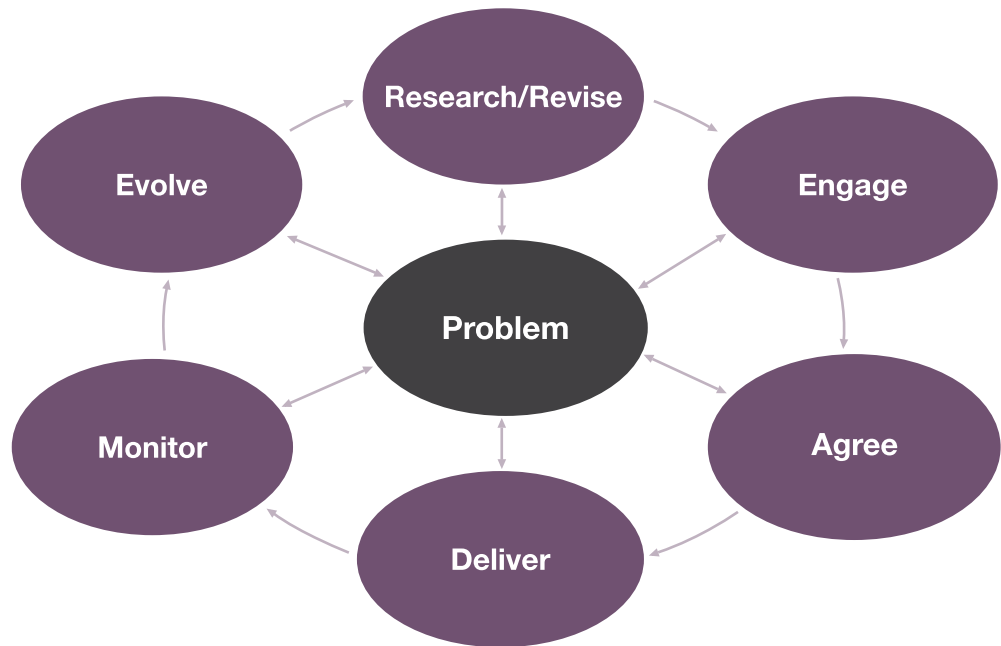 Research/Revise
Evolve
Engage
Problem
Monitor
Agree
Deliver